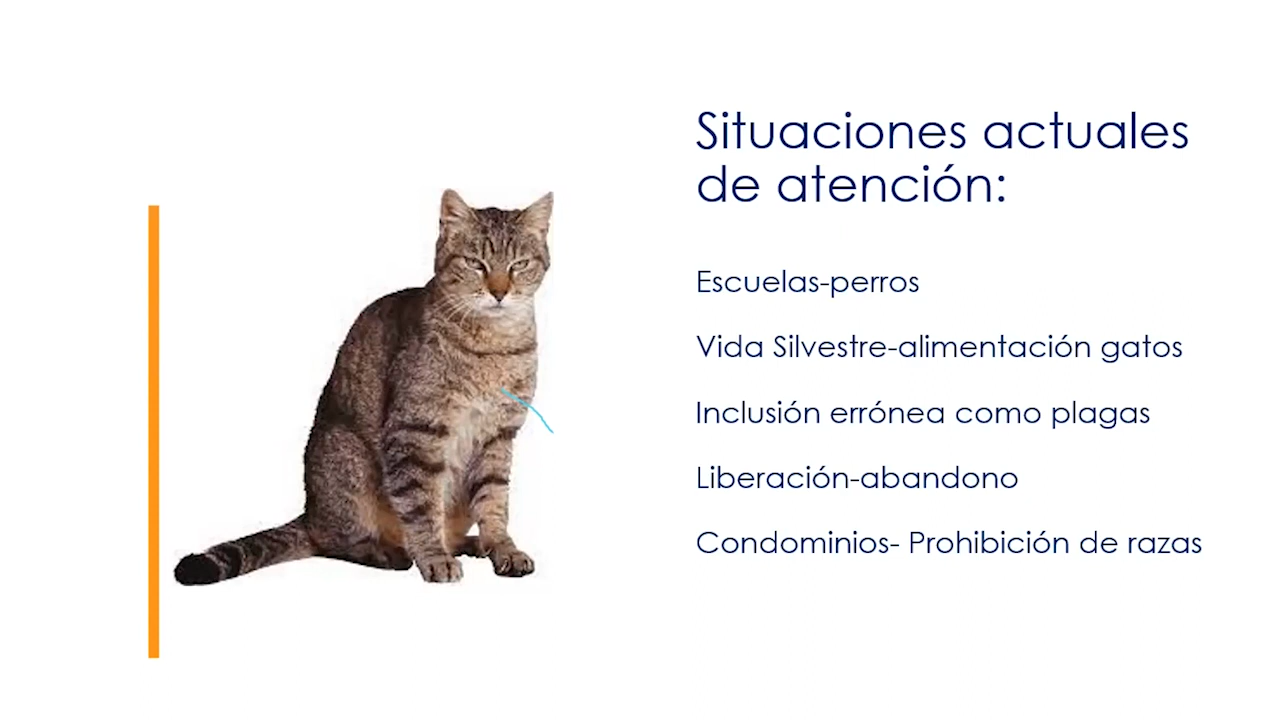 Situaciones actuales
de atención:
Escuelas-perros
Vida Silvestre-alimentación gatos
Inclusión errónea como plagas
Liberación-abandono
Condominios- Prohibición de razas